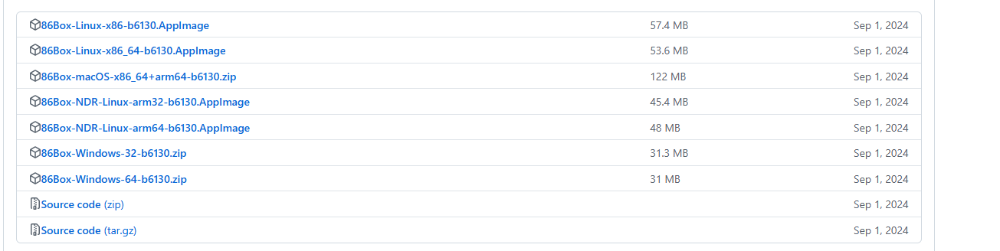 86Box-Linux-x86-b6130.AppImage 57.4 MB Sep 1, 2024
86Box-Linux-x86_64-b6130.AppImage 53.6 MB Sep 1, 2024
86Box-macOS-x86_64+arm64-b6130.zip 122 MB Sep 1, 2024
86Box-NDR-Linux-arm32-b6130.AppImage 45.4 MB Sep 1, 2024
86Box-NDR-Linux-arm64-b6130.AppImage 48 MB Sep 1, 2024
86Box-Windows-32-b6130.zip 31.3 MB Sep 1, 2024
86Box-Windows-64-b6130.zip 31 MB Sep 1, 2024
Source code (zip) Sep 1, 2024
Source code (tar.gz) Sep 1, 2024